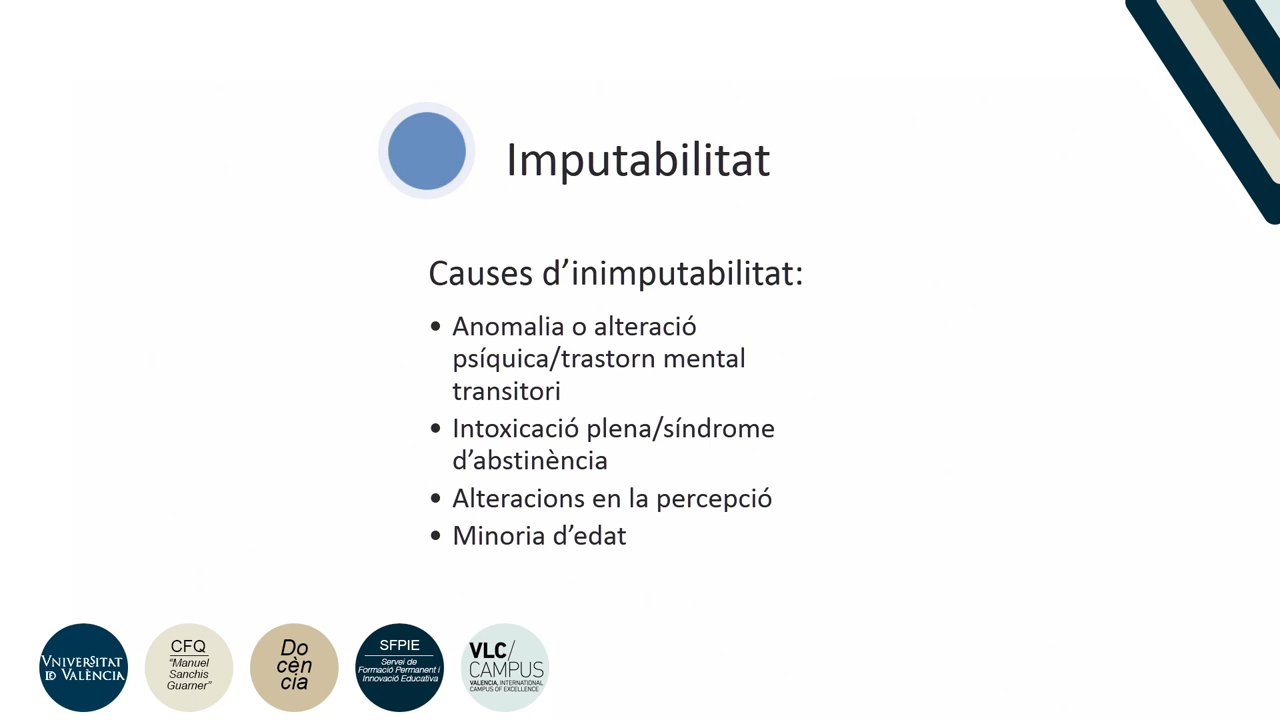 Imputabilitat
Causes d’inimputabilitat:
• Anomalia o alteració
psíquica/trastorn mental
transitori
• Intoxicació plena/síndrome
d’abstinència
• Alteracions en la percepció
• Minoria d’edat
VNIVERSITAT
ID VALÈNCIA
CFQ
“Manuel
Sanchis
Guarner”
Do
cèn
cia
SFPIE
Servei de
Formació Permanent i
Innovació Educativa
VLC/
CAMPUS
VALENCIA, INTERNATIONAL
CAMPUS OF EXCELLENCE